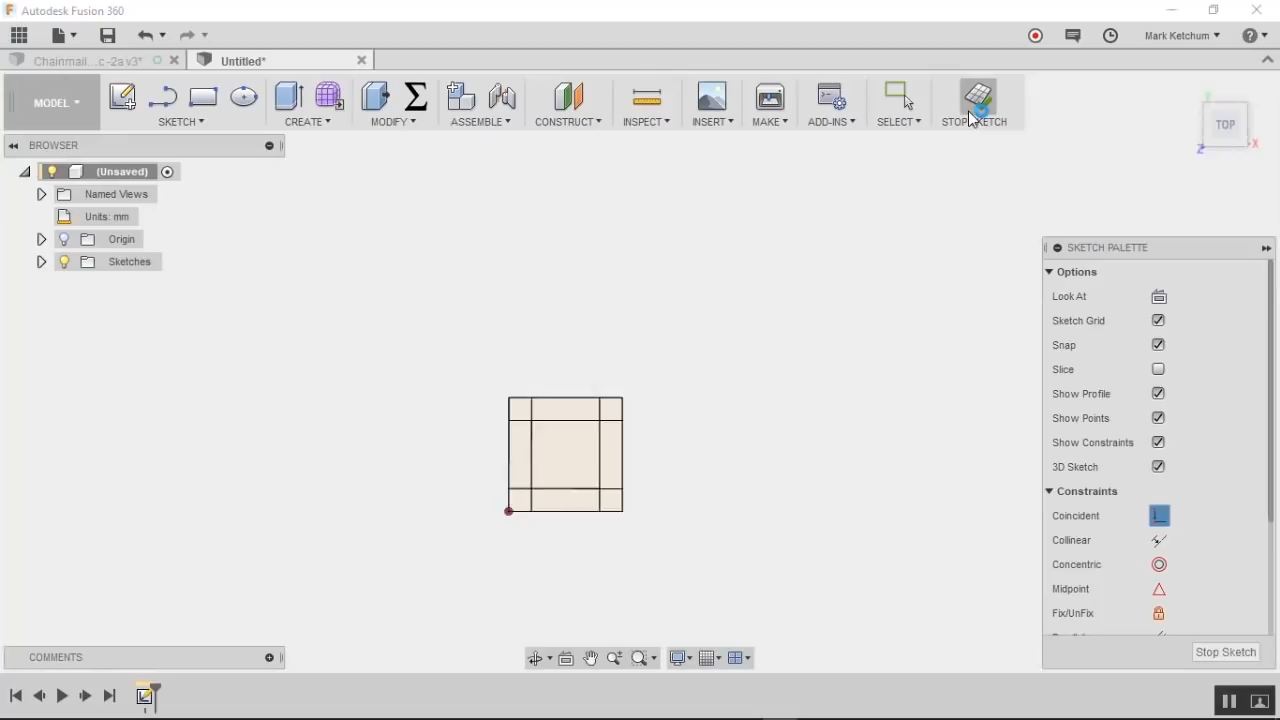 Autodesk Fusion 360
Mark Ketchum
Chainmail...c-2a v3*
Untitled*
MODEL
SKETCH
CREATE
MODIFY
ASSEMBLE
CONSTRUCT
INSPECT
INSERT
MAKE
ADD-INS
SELECT
STOP SKETCH
TOP
X
Z
BROWSER
(Unsaved)
Named Views
Units: mm
Origin
Sketches
SKETCH PALETTE
Options
Look At
Sketch Grid
Snap
Slice
Show Profile
Show Points
Show Constraints
3D Sketch
Constraints
Coincident
Collinear
Concentric
Midpoint
Fix/UnFix
Stop Sketch
COMMENTS